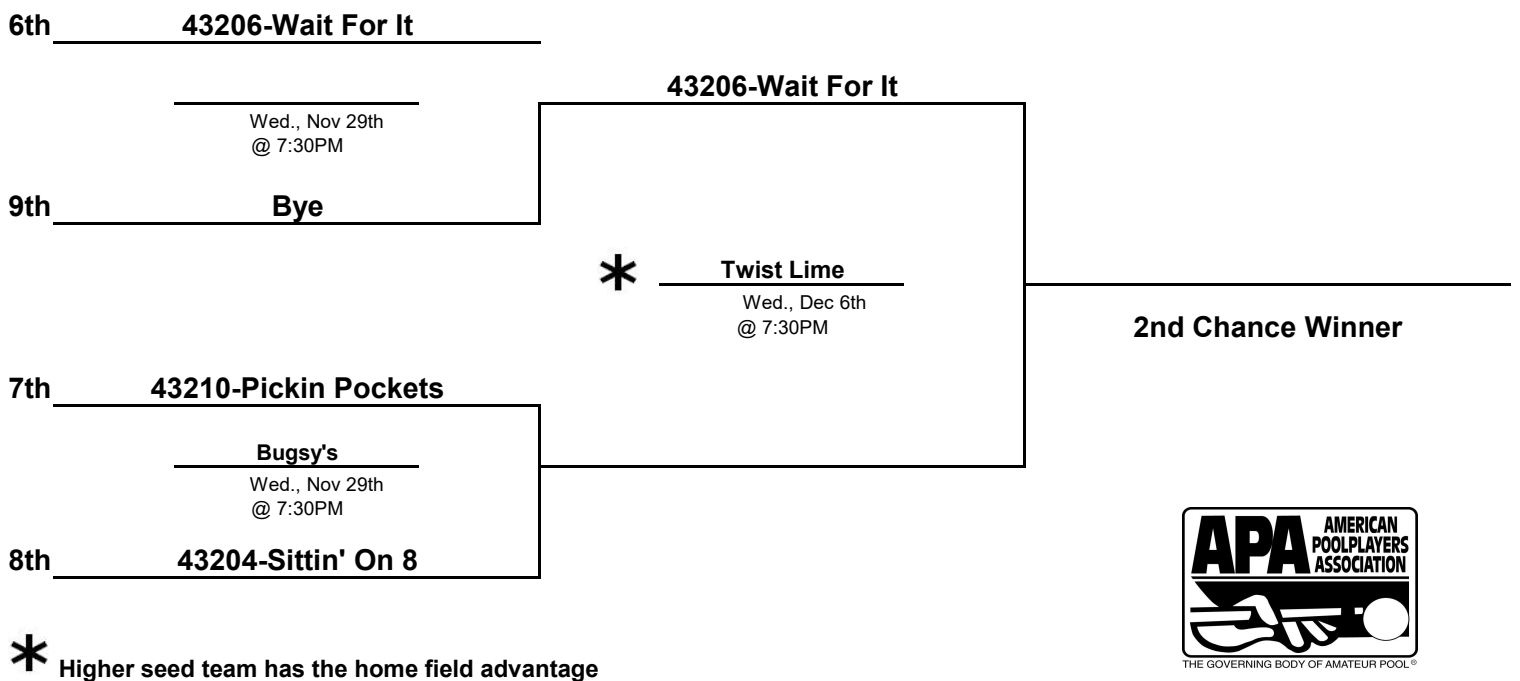 6th 43206-Wait For It
43206-Wait For It
Wed., Nov 29th
@ 7:30PM
9th Bye
* Twist Lime
Wed., Dec 6th
@ 7:30PM
2nd Chance Winner
7th 43210-Pickin Pockets
Bugsy's
Wed., Nov 29th
@ 7:30PM
8th 43204-Sittin' On 8
APA AMERICAN
POOLPLAYERS
ASSOCIATION
THE GOVERNING BODY OF AMATEUR POOL®
* Higher seed team has the home field advantage